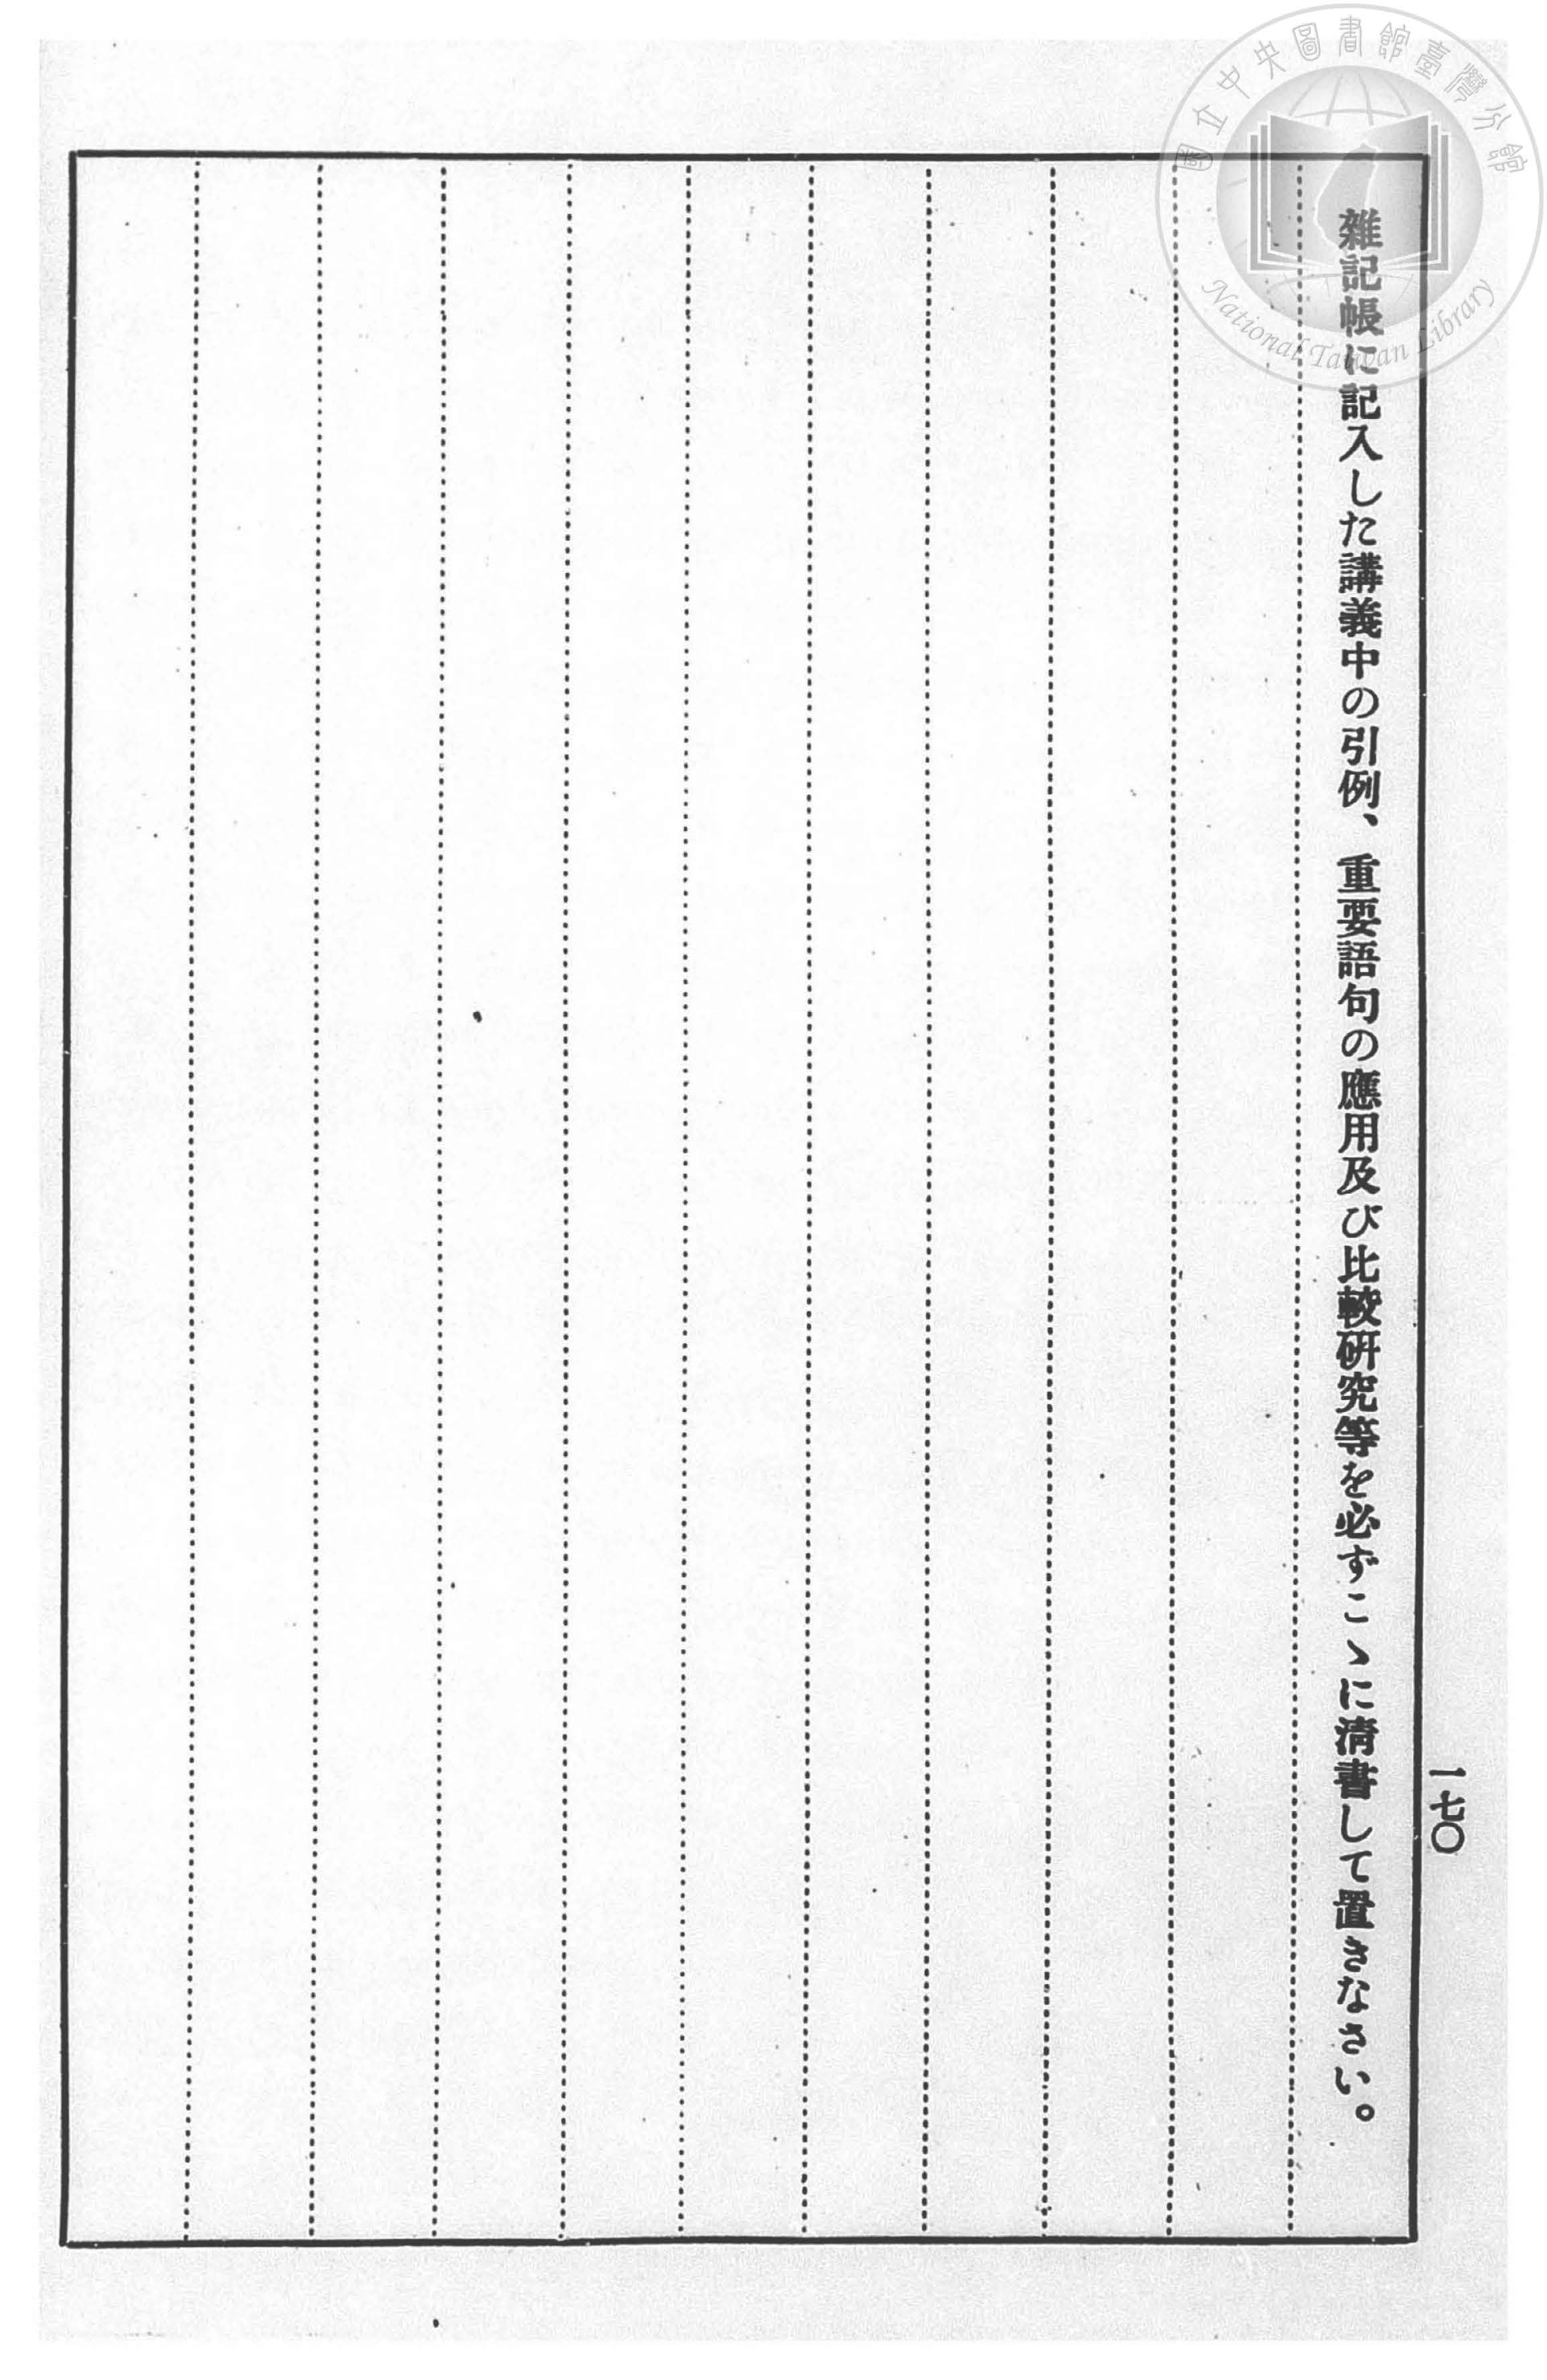 雜記帳に記入した講義中の引例、重要語句の應用及び比較硏究等を必ずこゝに淸書して置きなさい。
一七〇
國立中央圖書館臺灣分館
National Taiwan Library